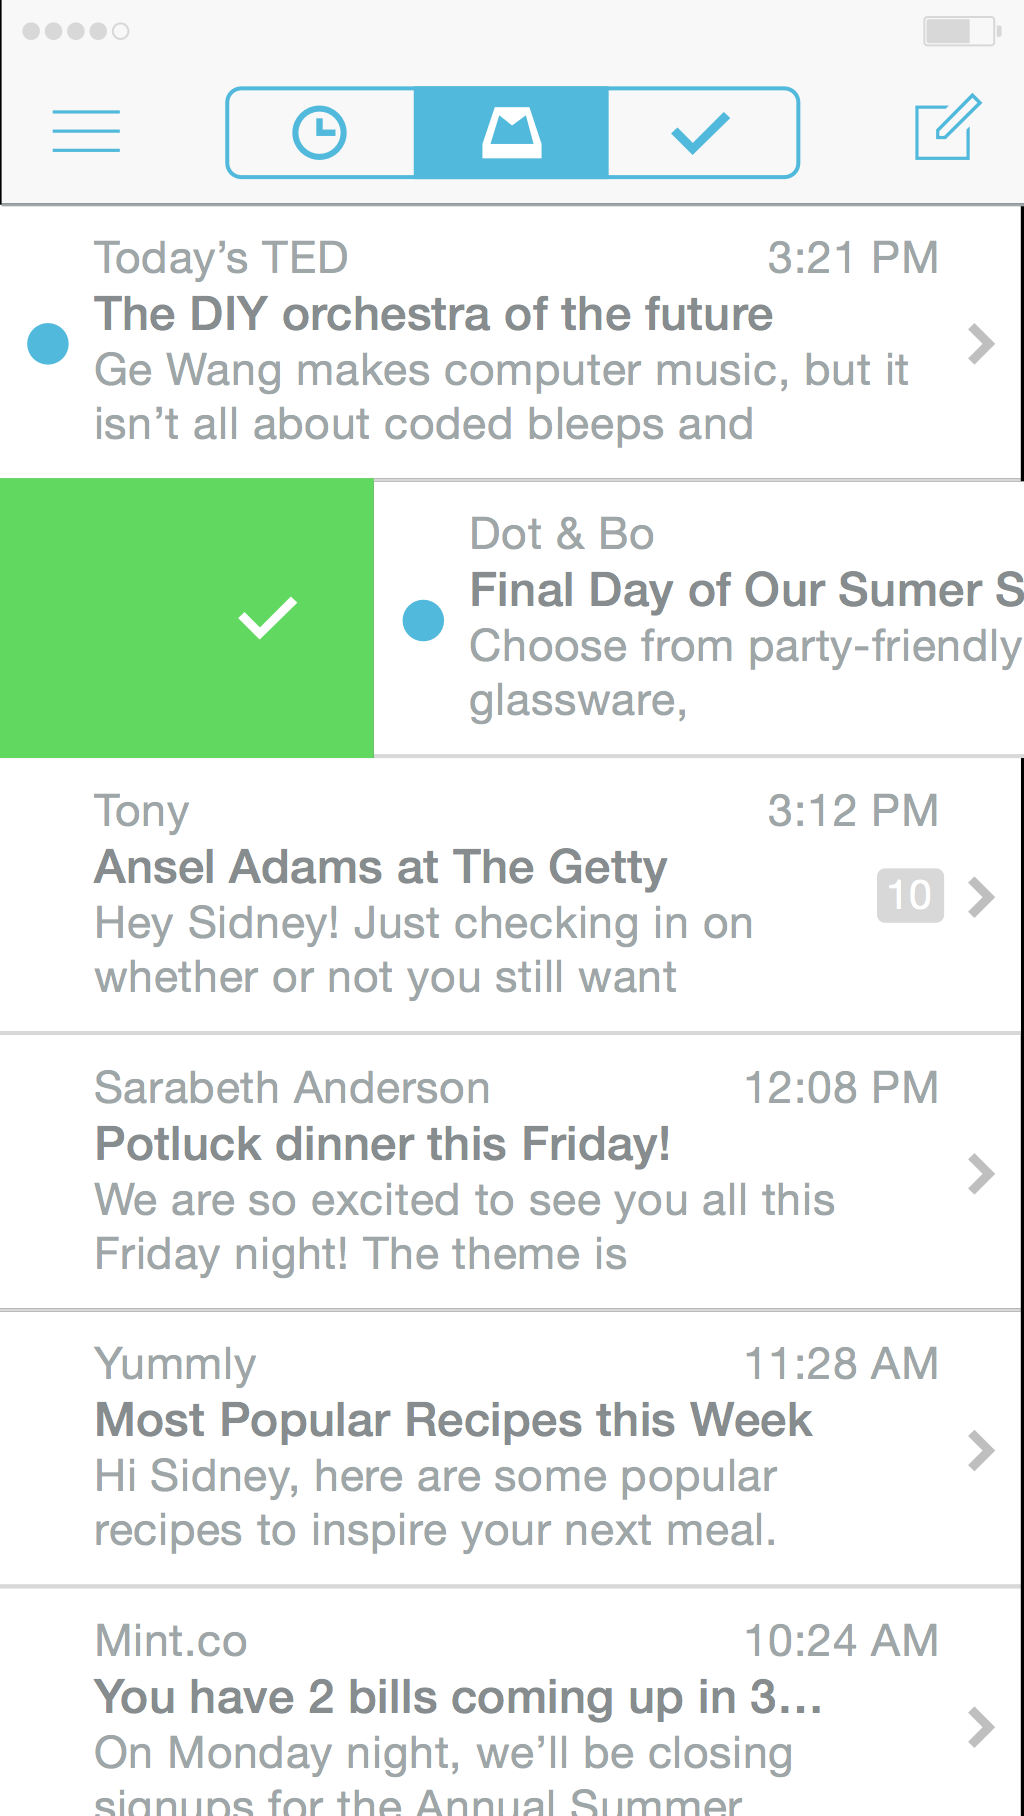 Today’s TED 3:21 PM
The DIY orchestra of the future
Ge Wang makes computer music, but it
isn’t all about coded bleeps and
Dot & Bo
Final Day of Our Sumer S
Choose from party-friendly
glassware,
Tony 3:12 PM
Ansel Adams at The Getty
10
Hey Sidney! Just checking in on
whether or not you still want
Sarabeth Anderson 12:08 PM
Potluck dinner this Friday!
We are so excited to see you all this
Friday night! The theme is
Yummly 11:28 AM
Most Popular Recipes this Week
Hi Sidney, here are some popular
recipes to inspire your next meal.
Mint.co 10:24 AM
You have 2 bills coming up in 3...
On Monday night, we’ll be closing
signups for the Annual Summer